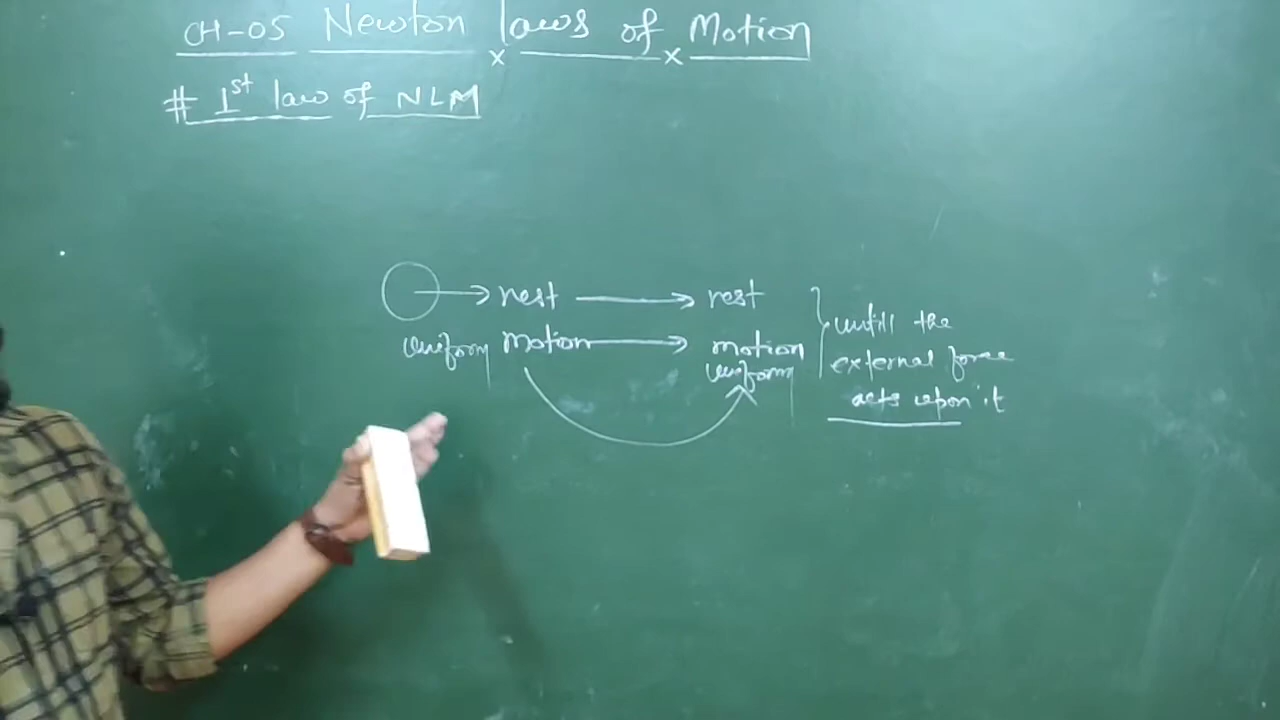 CH-05 Newton laws of Motion
# 1st law of NLM
rest → rest
uniform Motion → motion uniform
untill the
external force
acts upon it